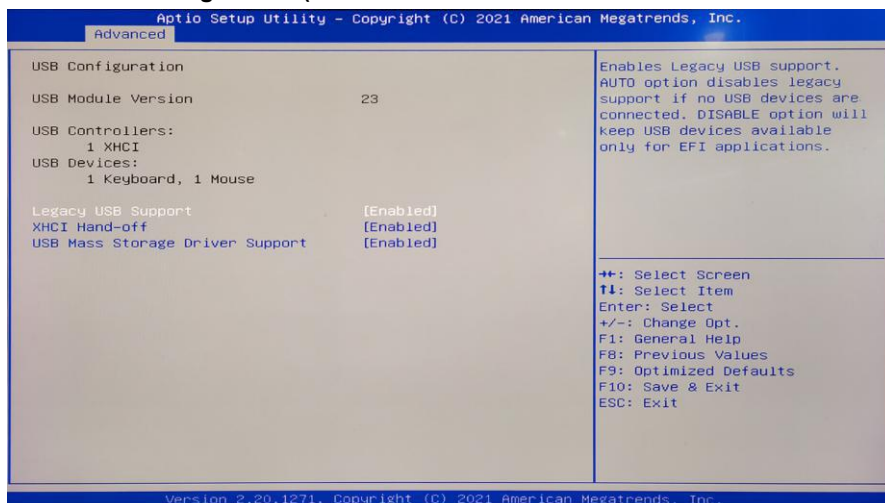 Aptio Setup Utility – Copyright (C) 2021 American Megatrends, Inc.
Advanced
USB Configuration
USB Module Version 23
USB Controllers:
1 XHCI
USB Devices:
1 Keyboard, 1 Mouse
Legacy USB Support [Enabled]
XHCI Hand-off [Enabled]
USB Mass Storage Driver Support [Enabled]
Enables Legacy USB support.
AUTO option disables legacy
support if no USB devices are
connected. DISABLE option will
keep USB devices available
only for EFI applications.
→←: Select Screen
↑↓: Select Item
Enter: Select
+/-: Change Opt.
F1: General Help
F8: Previous Values
F9: Optimized Defaults
F10: Save & Exit
ESC: Exit
Version 2.20.1271. Copyright (C) 2021 American Megatrends, Inc.